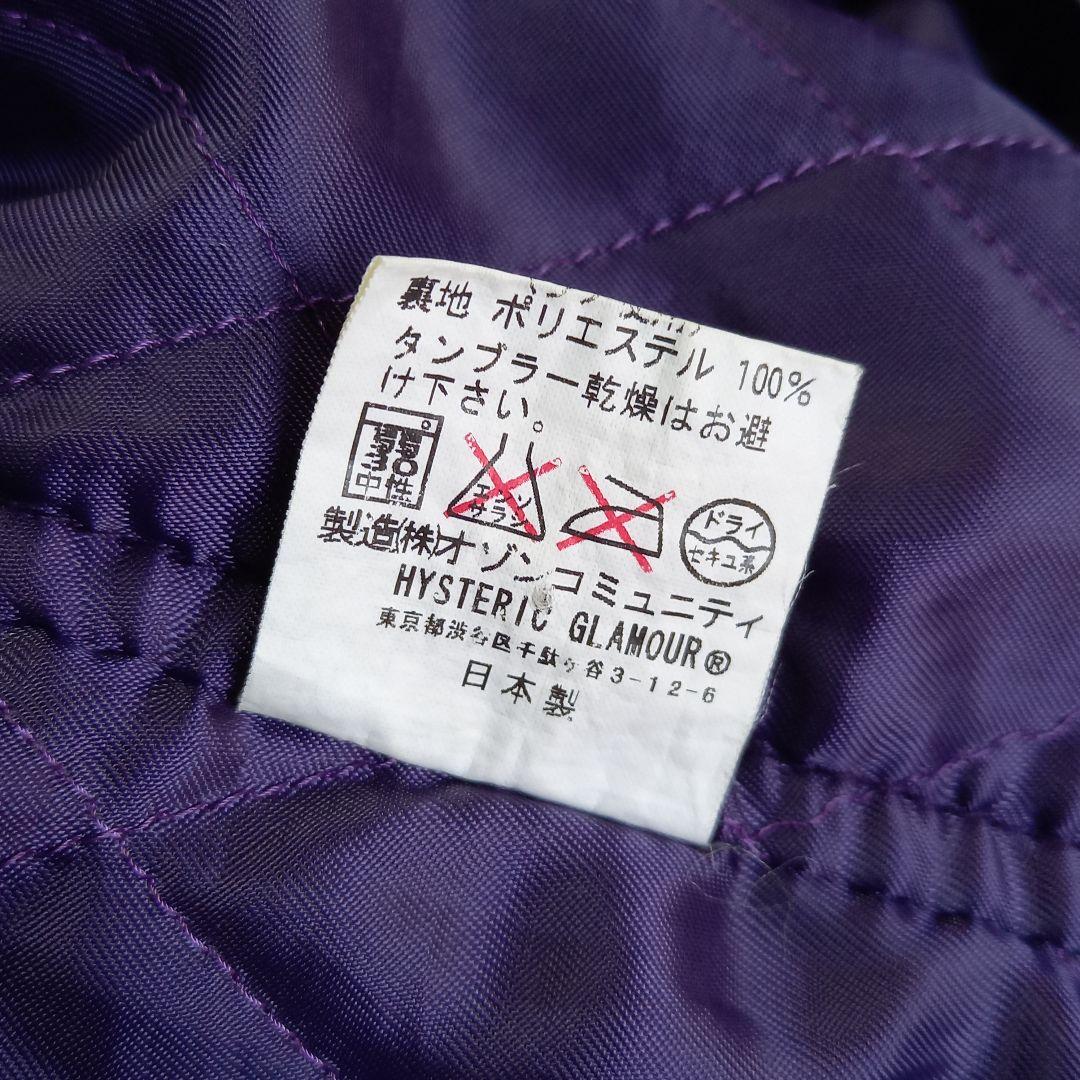 裏地 ポリエステル 100%
タンブラー乾燥はお避
け下さい。
弱 30 中性
エンソ サラシ
ドライ セキユ系
製造㈱オゾンコミュニティ
HYSTERIC GLAMOUR®
東京都渋谷区千駄ヶ谷3-12-6
日本製